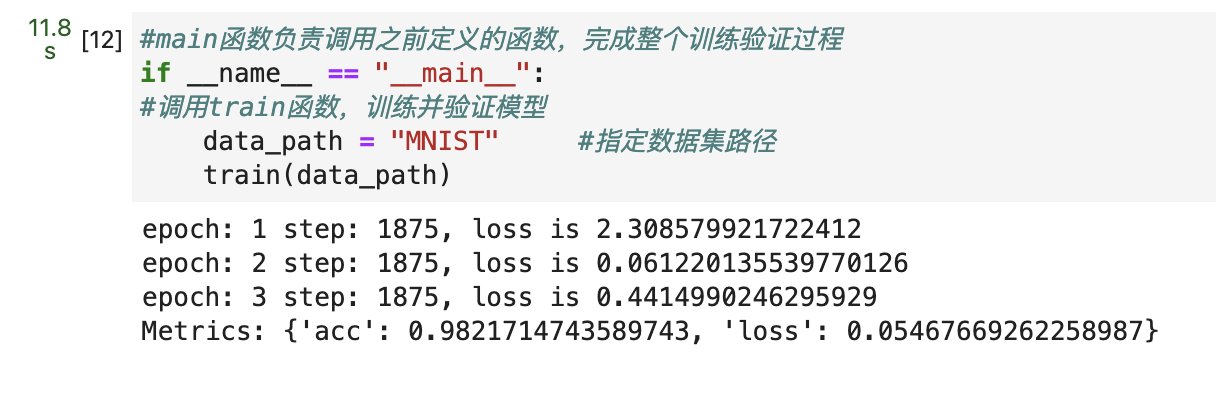 11.8
s
[12]
#main函数负责调用之前定义的函数，完成整个训练验证过程
if __name__ == "__main__":
#调用train函数，训练并验证模型
    data_path = "MNIST"     #指定数据集路径
    train(data_path)
epoch: 1 step: 1875, loss is 2.308579921722412
epoch: 2 step: 1875, loss is 0.061220135539770126
epoch: 3 step: 1875, loss is 0.4414990246295929
Metrics: {'acc': 0.9821714743589743, 'loss': 0.05467669262258987}